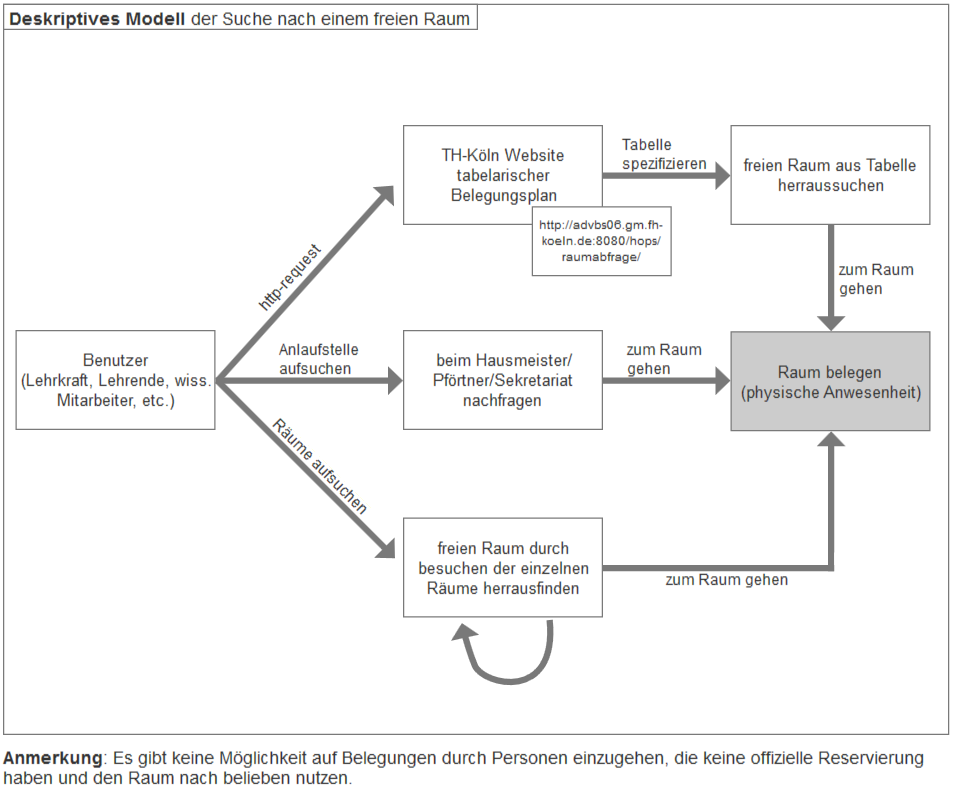 Deskriptives Modell der Suche nach einem freien Raum
TH-Köln Website
tabelarischer
Belegungsplan
http://advbs06.gm.fh-
koeln.de:8080/hops/
raumabfrage/
Tabelle
spezifizieren
freien Raum aus Tabelle
herraussuchen
http-request
zum Raum
gehen
Benutzer
(Lehrkraft, Lehrende, wiss.
Mitarbeiter, etc.)
Anlaufstelle
aufsuchen
beim Hausmeister/
Pförtner/Sekretariat
nachfragen
zum Raum
gehen
Raum belegen
(physische Anwesenheit)
Räume aufsuchen
freien Raum durch
besuchen der einzelnen
Räume herrausfinden
zum Raum gehen
Anmerkung: Es gibt keine Möglichkeit auf Belegungen durch Personen einzugehen, die keine offizielle Reservierung
haben und den Raum nach belieben nutzen.